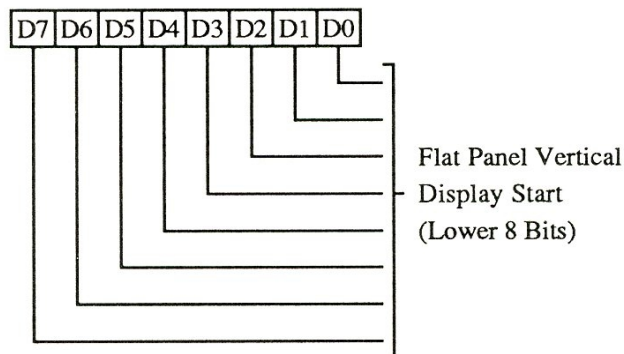 D7 D6 D5 D4 D3 D2 D1 D0
Flat Panel Vertical
Display Start
(Lower 8 Bits)